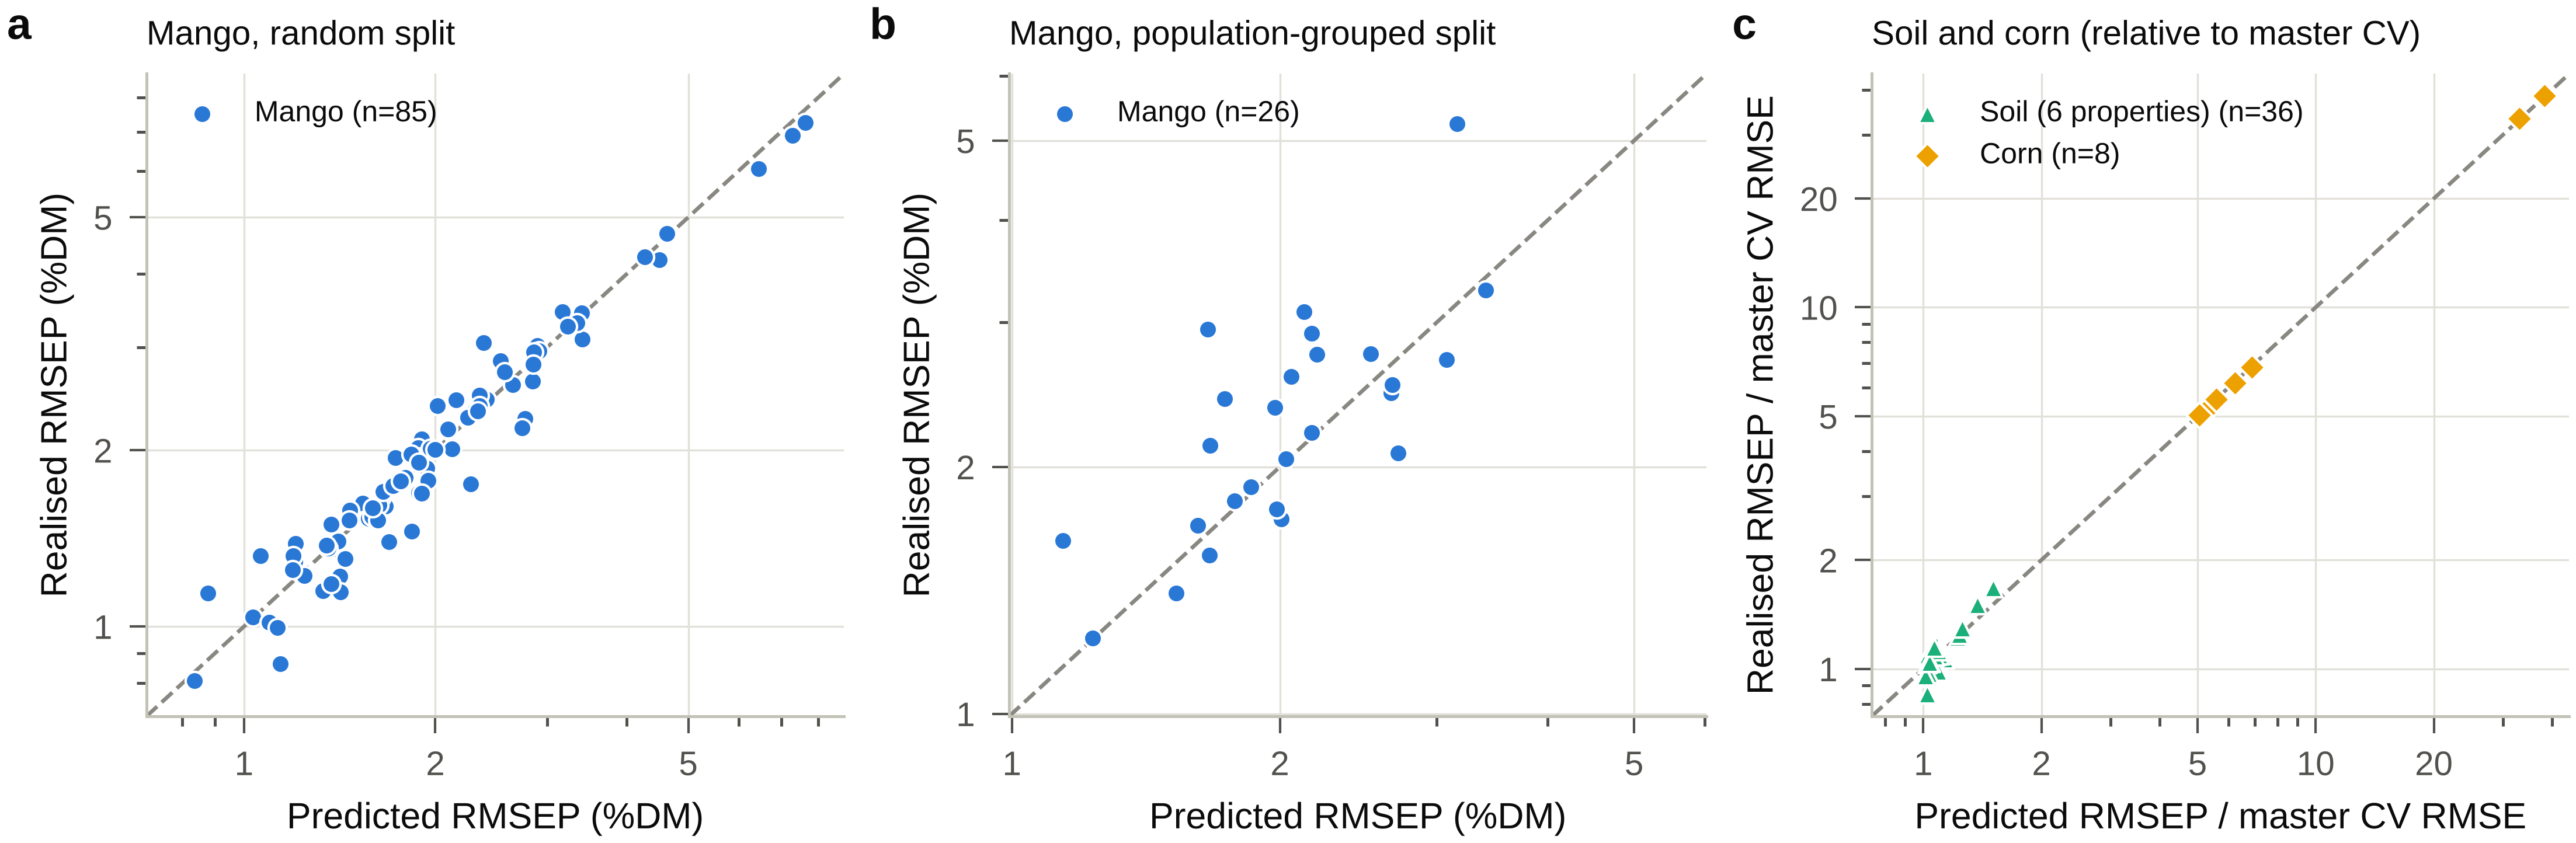 a
Mango, random split
Mango (n=85)
Realised RMSEP (%DM)
5
2
1
1
2
5
Predicted RMSEP (%DM)
b
Mango, population-grouped split
Mango (n=26)
Realised RMSEP (%DM)
5
2
1
1
2
5
Predicted RMSEP (%DM)
c
Soil and corn (relative to master CV)
Soil (6 properties) (n=36)
Corn (n=8)
Realised RMSEP / master CV RMSE
20
10
5
2
1
1
2
5
10
20
Predicted RMSEP / master CV RMSE